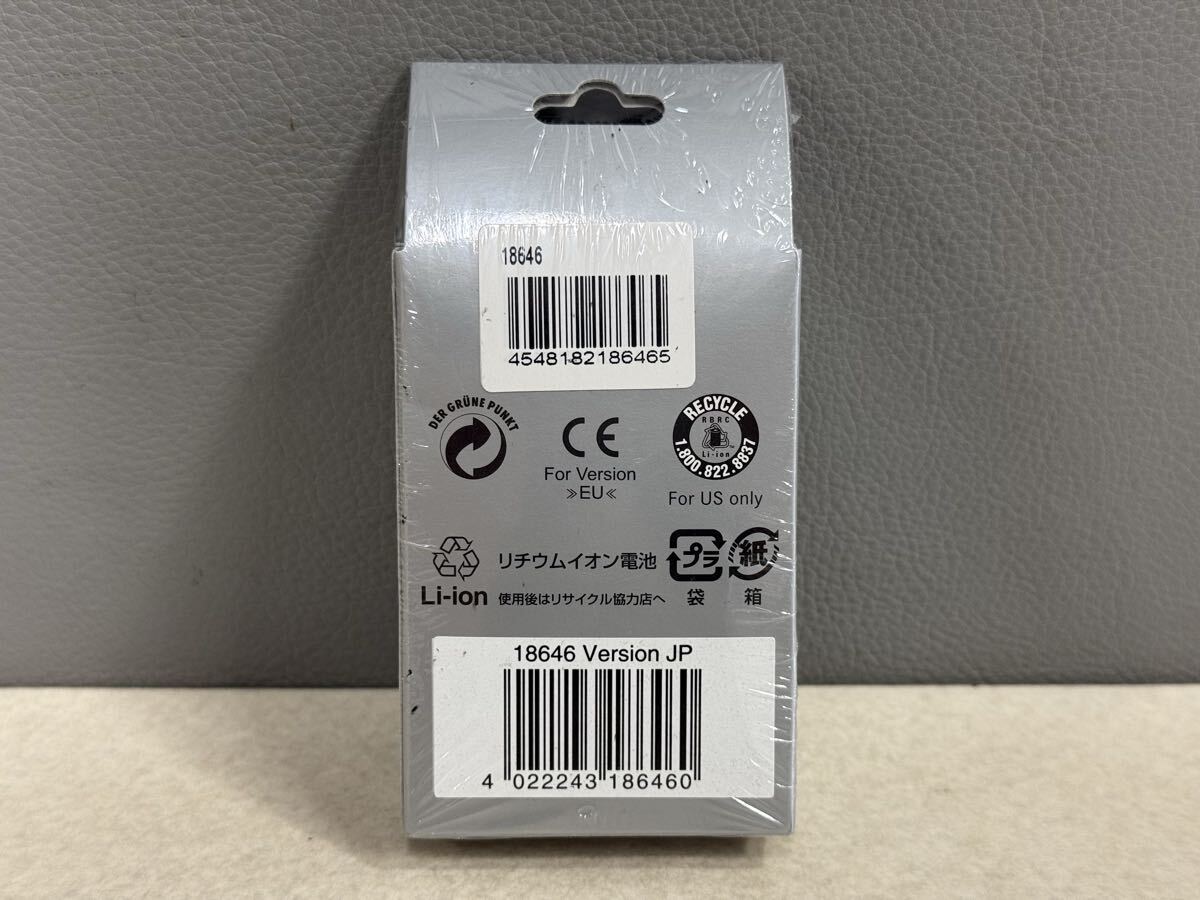 18646
4548182186465
DER GRÜNE PUNKT
CE
For Version
»EU«
RECYCLE
RBRC
Li-ion
1.800.822.8837
For US only
Li-ion
リチウムイオン電池
使用後はリサイクル協力店へ
プラ
袋
紙
箱
18646 Version JP
4 022243 186460